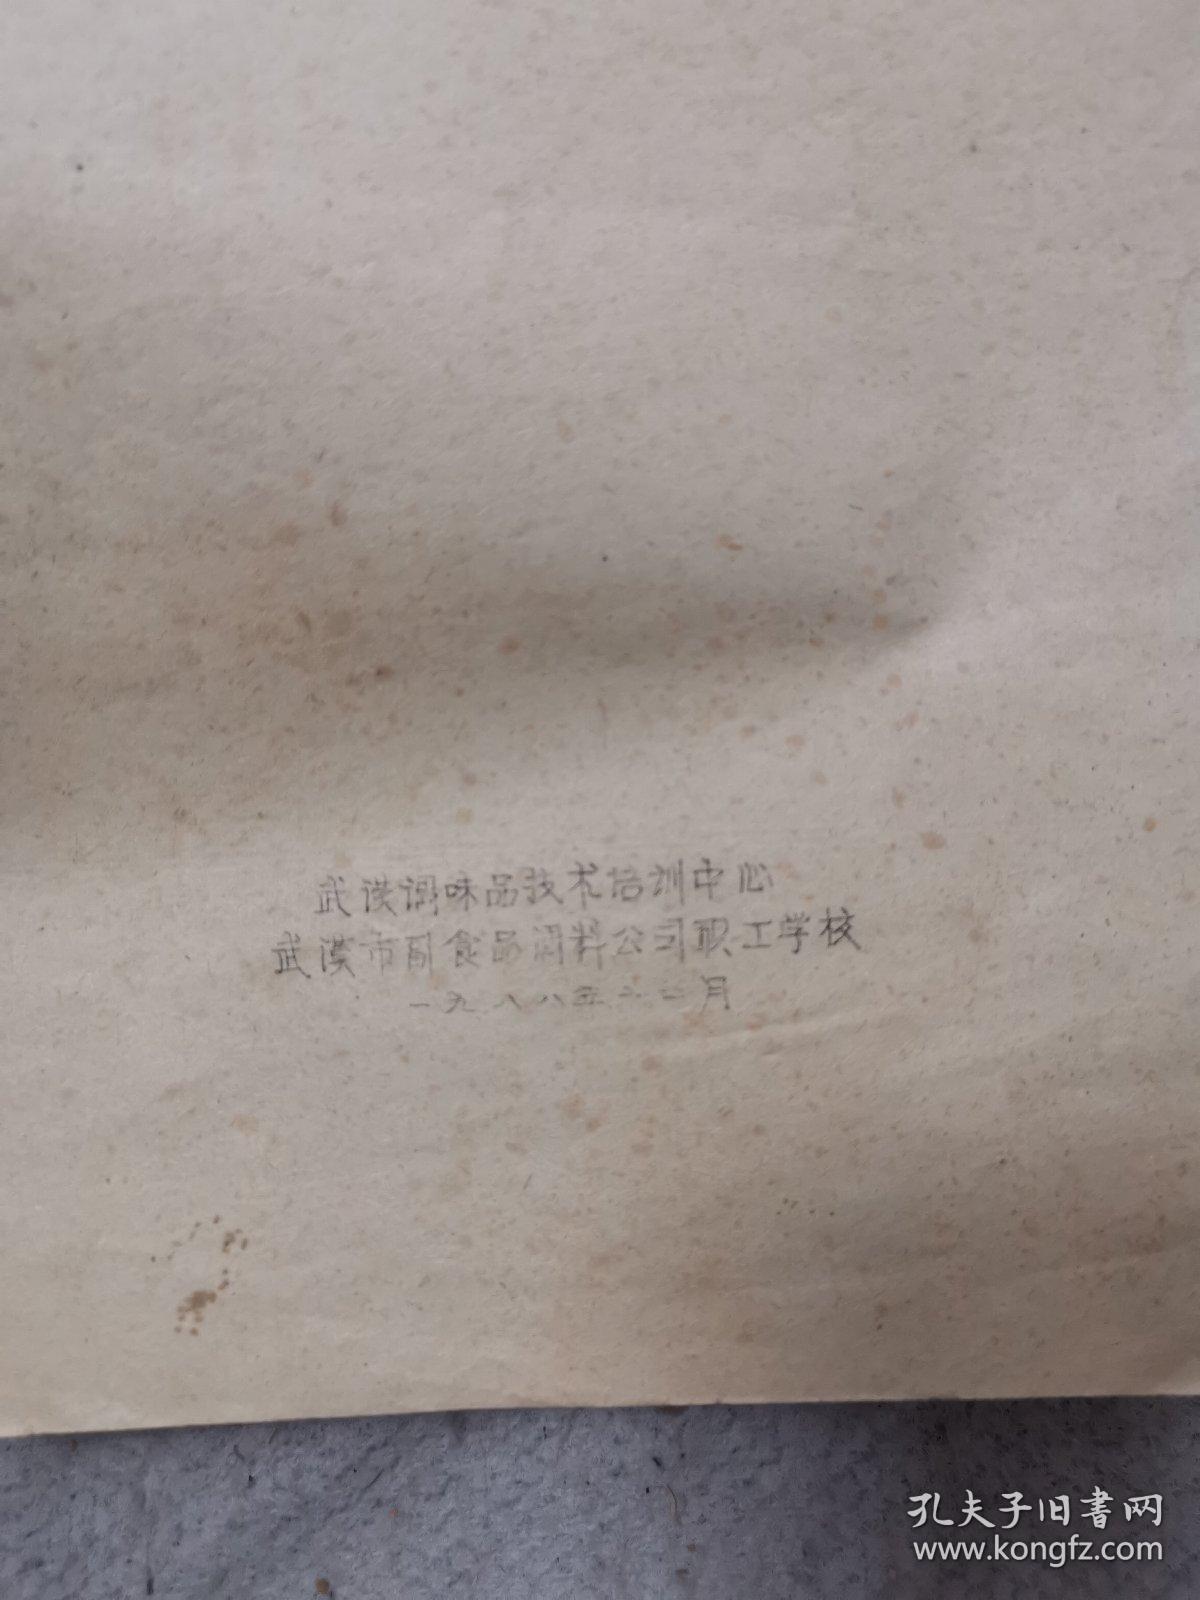 武汉调味品技术培训中心
武汉市副食品调料公司职工学校
一九八八年二月
孔夫子旧書网
www.kongfz.com